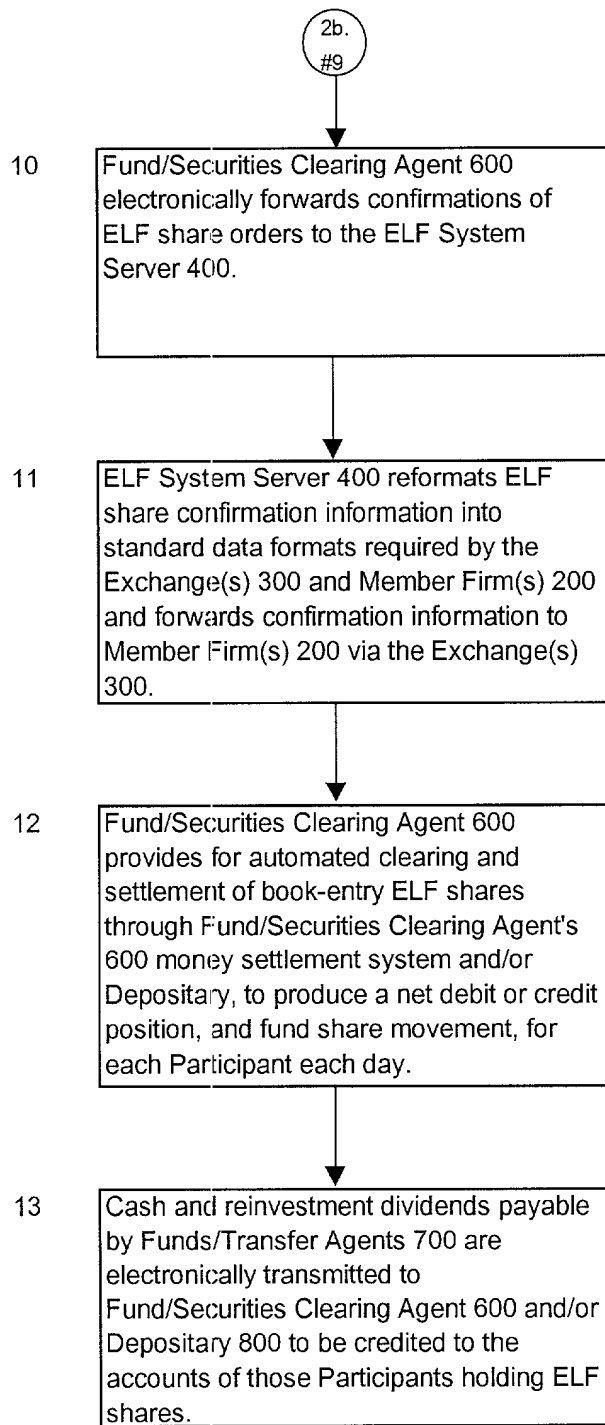 2b.
#9
10
Fund/Securities Clearing Agent 600
electronically forwards confirmations of
ELF share orders to the ELF System
Server 400.
11
ELF System Server 400 reformats ELF
share confirmation information into
standard data formats required by the
Exchange(s) 300 and Member Firm(s) 200
and forwards confirmation information to
Member Firm(s) 200 via the Exchange(s)
300.
12
Fund/Securities Clearing Agent 600
provides for automated clearing and
settlement of book-entry ELF shares
through Fund/Securities Clearing Agent's
600 money settlement system and/or
Depositary, to produce a net debit or credit
position, and fund share movement, for
each Participant each day.
13
Cash and reinvestment dividends payable
by Funds/Transfer Agents 700 are
electronically transmitted to
Fund/Securities Clearing Agent 600 and/or
Depositary 800 to be credited to the
accounts of those Participants holding ELF
shares.